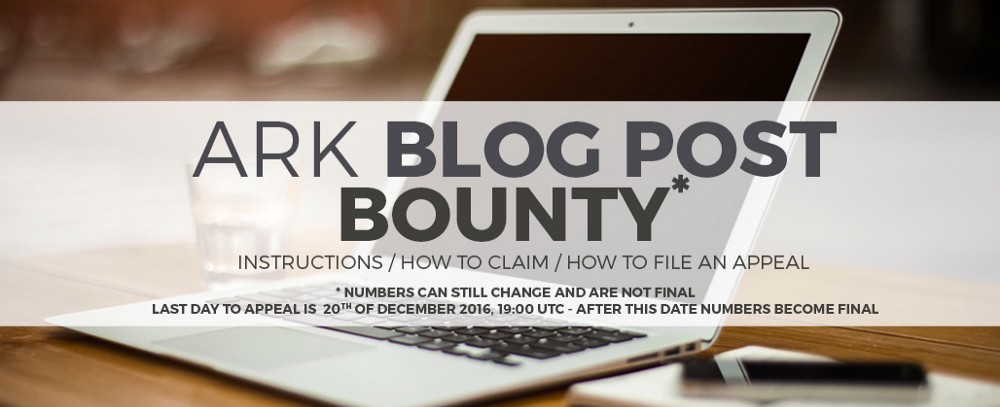 ARK BLOG POST
BOUNTY*
INSTRUCTIONS / HOW TO CLAIM / HOW TO FILE AN APPEAL
* NUMBERS CAN STILL CHANGE AND ARE NOT FINAL
LAST DAY TO APPEAL IS 20TH OF DECEMBER 2016, 19:00 UTC - AFTER THIS DATE NUMBERS BECOME FINAL